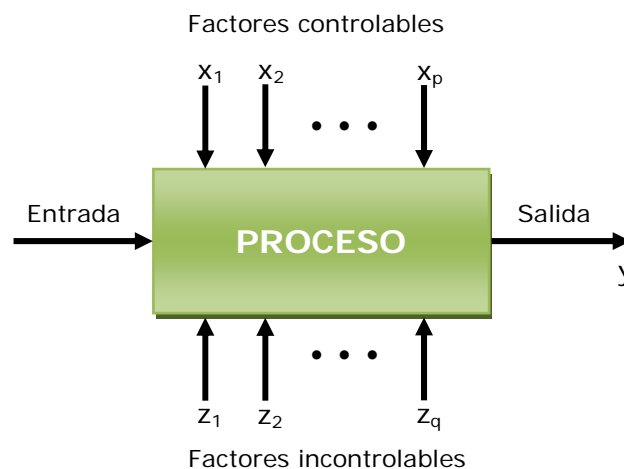 Factores controlables
x1 x2 xp
Entrada
PROCESO
Salida
y
z1 z2 zq
Factores incontrolables